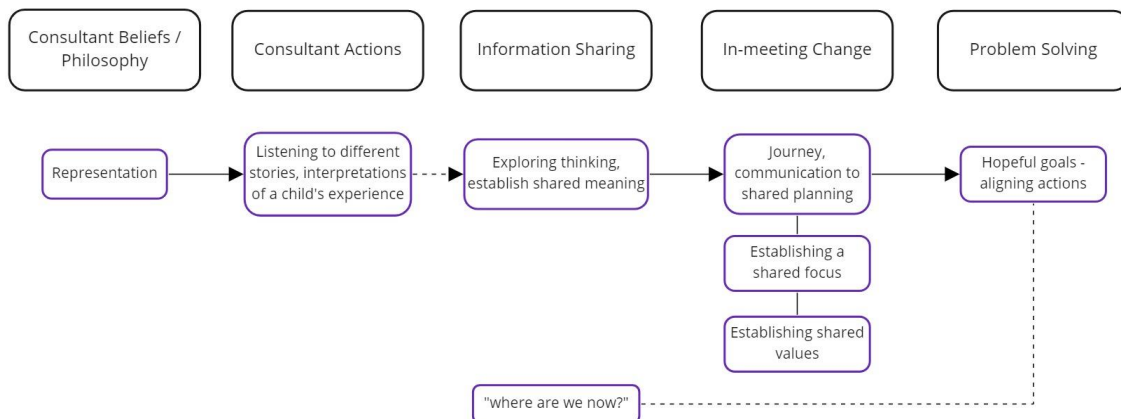 Consultant Beliefs /
Philosophy
Consultant Actions
Information Sharing
In-meeting Change
Problem Solving
Representation
Listening to different
stories, interpretations
of a child's experience
Exploring thinking,
establish shared meaning
Journey,
communication to
shared planning
Hopeful goals -
aligning actions
Establishing a
shared focus
Establishing shared
values
"where are we now?"